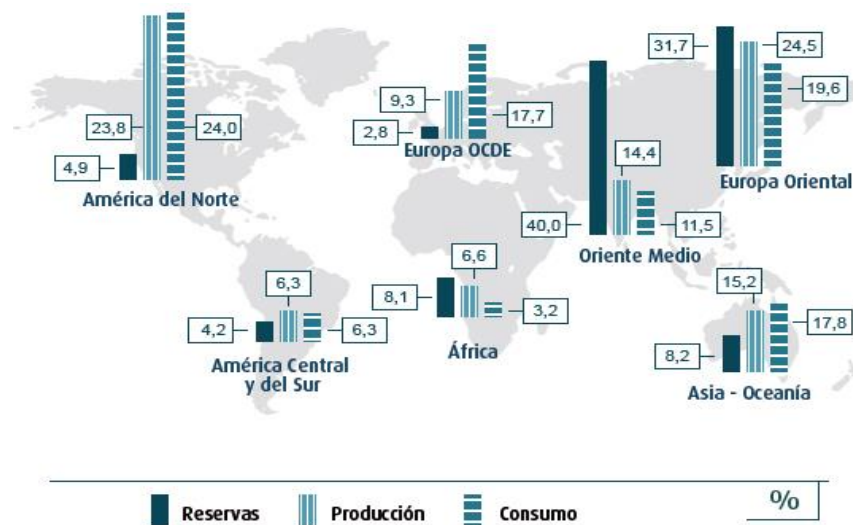 31,7
24,5
9,3
19,6
17,7
23,8
24,0
2,8
Europa OCDE
14,4
4,9
Europa Oriental
América del Norte
40,0
11,5
Oriente Medio
6,6
15,2
6,3
8,1
3,2
17,8
4,2
6,3
África
8,2
América Central
y del Sur
Asia - Oceanía
%
Reservas Producción Consumo